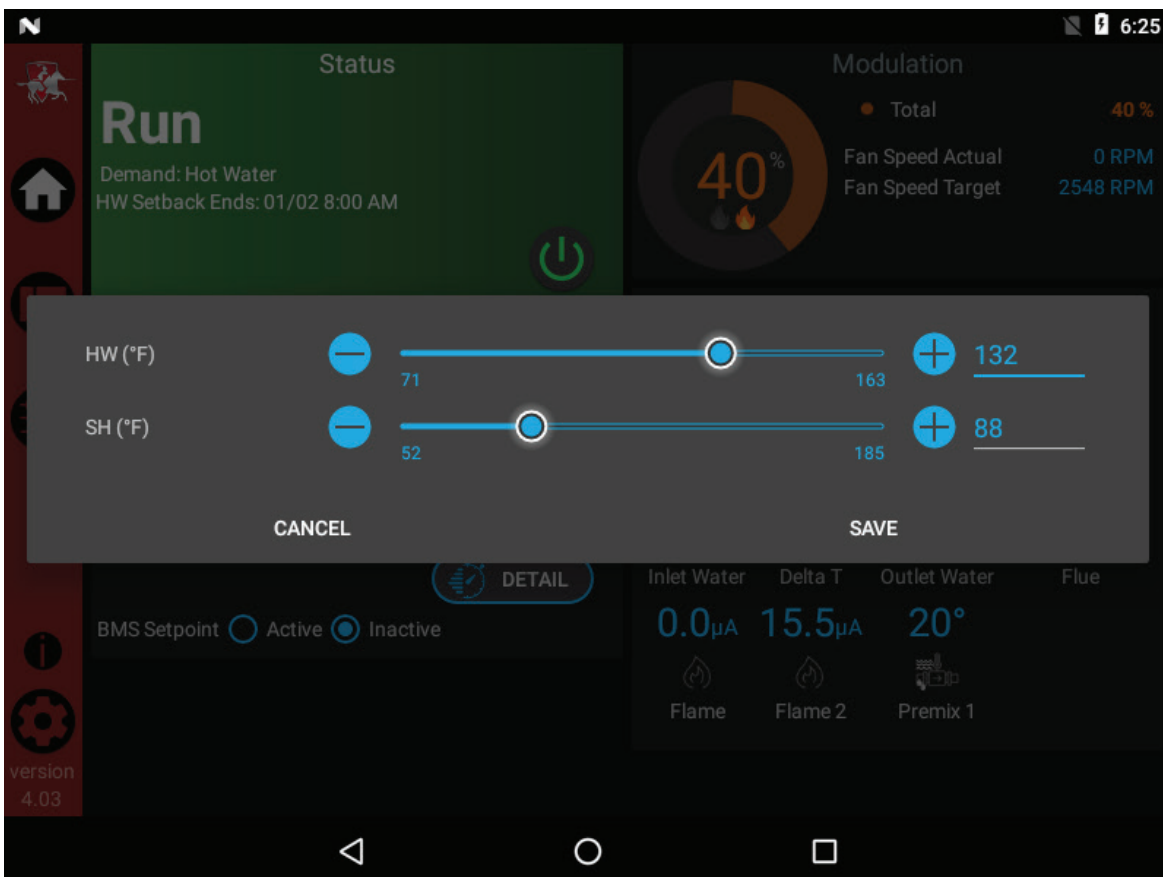 6:25
Status
Run
Demand: Hot Water
HW Setback Ends: 01/02 8:00 AM
Modulation
40%
Total 40 %
Fan Speed Actual 0 RPM
Fan Speed Target 2548 RPM
HW (°F) 71 163 132
SH (°F) 52 185 88
CANCEL SAVE
DETAIL
BMS Setpoint Active Inactive
Inlet Water Delta T Outlet Water Flue
0.0µA 15.5µA 20°
Flame Flame 2 Premix 1
version
4.03